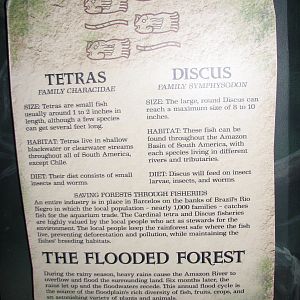 TETRAS
FAMILY CHARACIDAE
SIZE: Tetras are small fish
usually around 1 to 2 inches in
length, although a few species
can get several feet long.
HABITAT: Tetras live in shallow
blackwater or clearwater streams
throughout all of South America,
except Chile.
DIET: Their diet consists of small
insects and worms.
DISCUS
FAMILY SYMPHYSODON
SIZE: The large, round Discus can
reach a maximum size of 8 to 10
inches.
HABITAT: These fish can be
found throughout the Amazon
Basin of South America, with
each species living in different
rivers and tributaries.
DIET: Discus will feed on insect
larvae, insects, and worms.
SAVING FORESTS THROUGH FISHERIES
An entire industry is place in Barcelos on the banks of Brazil's Rio
Negro in which the local population - nearly 1,000 families - catches
fish for the aquarium trade. The Cardinal tetra and Discus fisheries
are highly valued by the local people who act as stewards for the
environment. The local people keep the rainforest safe where the fish
live, preventing deforestation and pollution, while maintaining the
fishes' breeding habitats.
THE FLOODED FOREST
During the rainy season, heavy rains cause the Amazon River to
overflow and flood the surrounding land. Six months later, the
rains let up and the floodwaters recede. This annual flood cycle is
the source of the floodplains rich diversity of fish, fruits, crops, and
an astonishing variety of plants and animals.